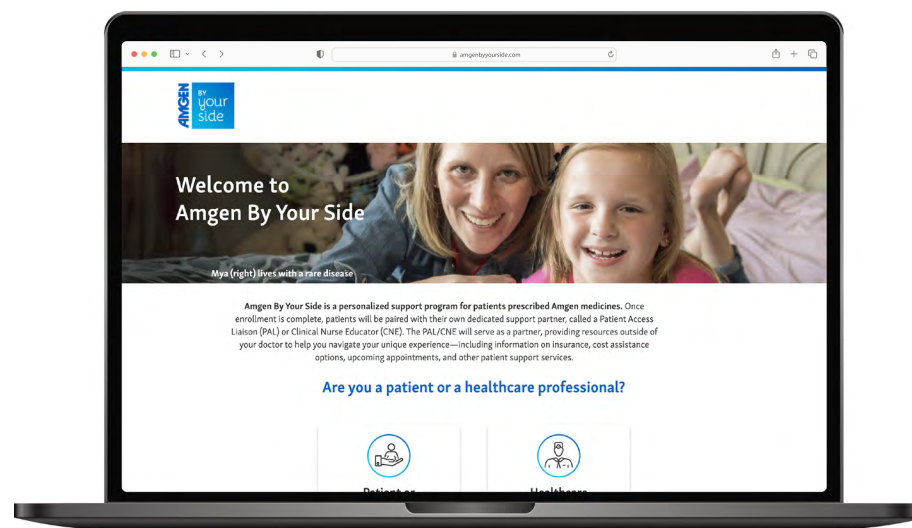 amgenbyyourside.com
AMGEN
BY
your
side
Welcome to
Amgen By Your Side
Mya (right) lives with a rare disease
Amgen By Your Side is a personalized support program for patients prescribed Amgen medicines. Once
enrollment is complete, patients will be paired with their own dedicated support partner, called a Patient Access
Liaison (PAL) or Clinical Nurse Educator (CNE). The PAL/CNE will serve as a partner, providing resources outside of
your doctor to help you navigate your unique experience—including information on insurance, cost assistance
options, upcoming appointments, and other patient support services.
Are you a patient or a healthcare professional?
Patient or
Healthcare